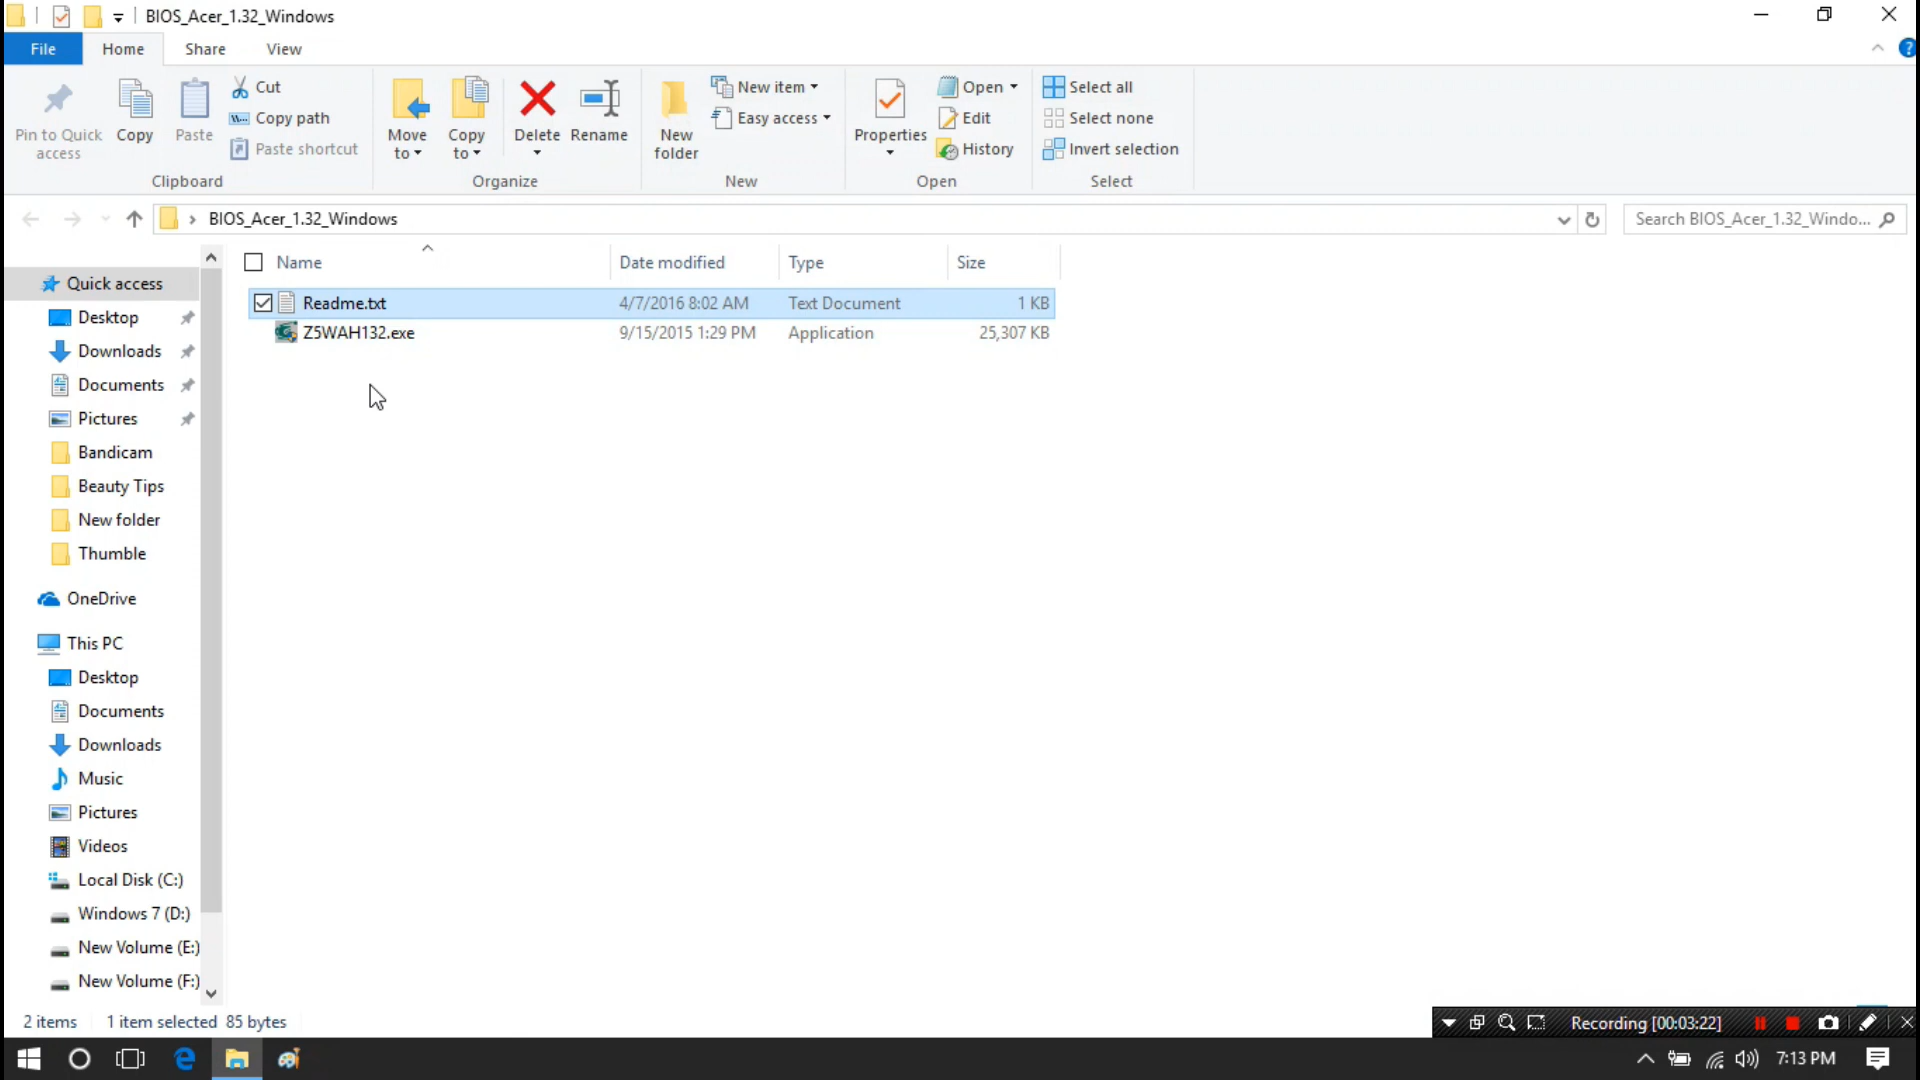 BIOS_Acer_1.32_Windows
File Home Share View
Pin to Quick access
Copy
Paste
Cut
Copy path
Paste shortcut
Clipboard
Move to
Copy to
Delete
Rename
Organize
New folder
New item
Easy access
New
Properties
Open
Edit
History
Open
Select all
Select none
Invert selection
Select
BIOS_Acer_1.32_Windows
Search BIOS_Acer_1.32_Windo...
Name Date modified Type Size
Readme.txt 4/7/2016 8:02 AM Text Document 1 KB
Z5WAH132.exe 9/15/2015 1:29 PM Application 25,307 KB
Quick access
Desktop
Downloads
Documents
Pictures
Bandicam
Beauty Tips
New folder
Thumble
OneDrive
This PC
Desktop
Documents
Downloads
Music
Pictures
Videos
Local Disk (C:)
Windows 7 (D:)
New Volume (E:)
New Volume (F:)
2 items 1 item selected 85 bytes
Recording [00:03:22]
7:13 PM